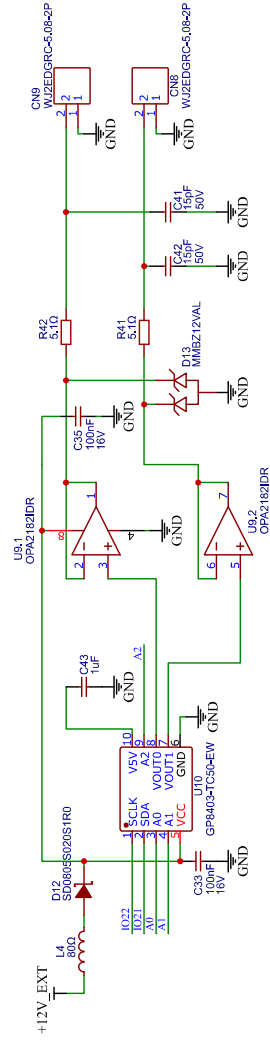 +12V_EXT
L4
80Ω
D12
SD0805S020S1R0
IO22
IO21
A0
A1
C33
100nF
16V
GND
1 SCLK
2 SDA
3 A0
4 A1
5 VCC
V5V 10
A2 9
VOUT0 8
VOUT1 7
GND 6
U10
GP8403-TC50-EW
A2
C43
1uF
GND
GND
U9.1
OPA2182IDR
2
3
8
4
1
GND
C35
100nF
16V
GND
U9.2
OPA2182IDR
6
5
7
R42
5.1Ω
R41
5.1Ω
D13
MMBZ12VAL
GND
C42
15pF
50V
GND
C41
15pF
50V
GND
CN9
WJ2EDGRC-5.08-2P
2
1
2
1
GND
CN8
WJ2EDGRC-5.08-2P
2
1
2
1
GND